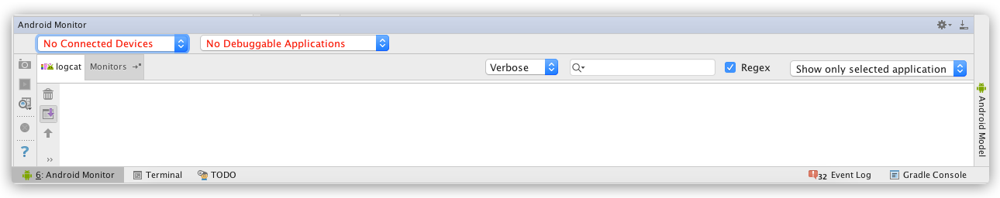 Android Monitor
No Connected Devices
No Debuggable Applications
logcat
Monitors
Verbose
Regex
Show only selected application
?
Android Model
6: Android Monitor
Terminal
TODO
32 Event Log
Gradle Console